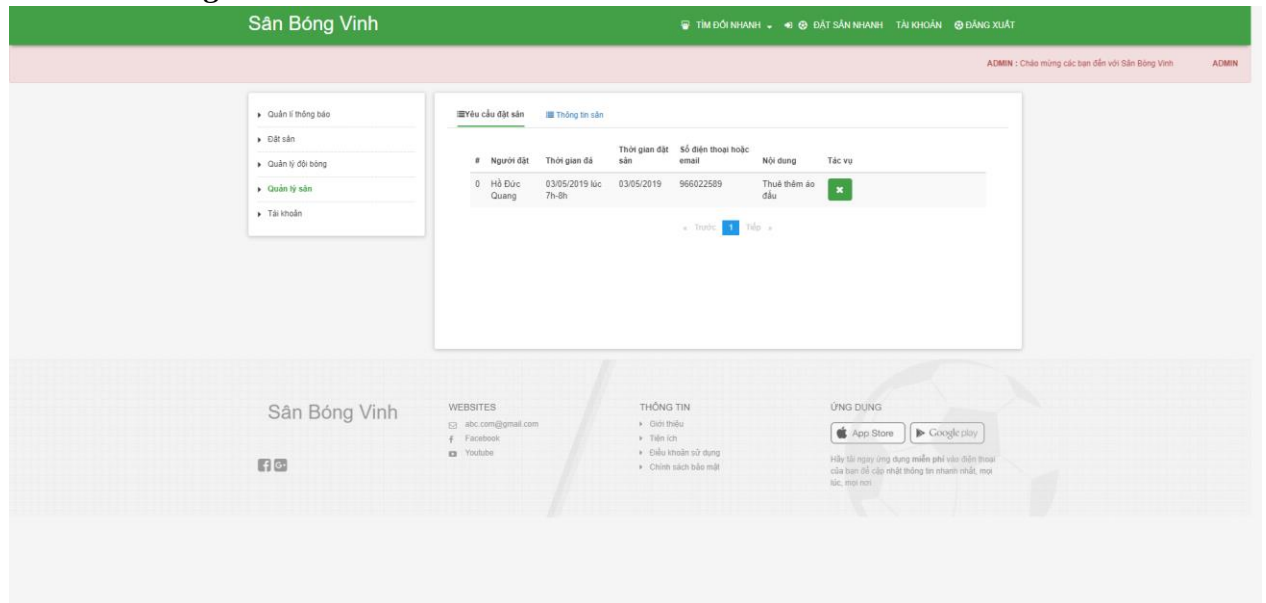 Sân Bóng Vinh
TÌM ĐỐI NHANH ĐẶT SÂN NHANH TÀI KHOẢN ĐĂNG XUẤT
ADMIN : Chào mừng các bạn đến với Sân Bóng Vinh ADMIN
Quản lí thông báo
Đặt sân
Quản lý đội bóng
Quản lý sân
Tài khoản
Yêu cầu đặt sân Thông tin sân
# Người đặt Thời gian đá Thời gian đặt sân Số điện thoại hoặc email Nội dung Tác vụ
0 Hồ Đức Quang 03/05/2019 lúc 7h-8h 03/05/2019 966022589 Thuê thêm áo đấu
« Trước 1 Tiếp »
Sân Bóng Vinh
WEBSITES
abc.com@gmail.com
Facebook
Youtube
THÔNG TIN
Giới thiệu
Tiện ích
Điều khoản sử dụng
Chính sách bảo mật
ỨNG DỤNG
App Store Google play
Hãy tải ngay ứng dụng miễn phí vào điện thoại
của bạn để cập nhật thông tin nhanh nhất, mọi
lúc, mọi nơi